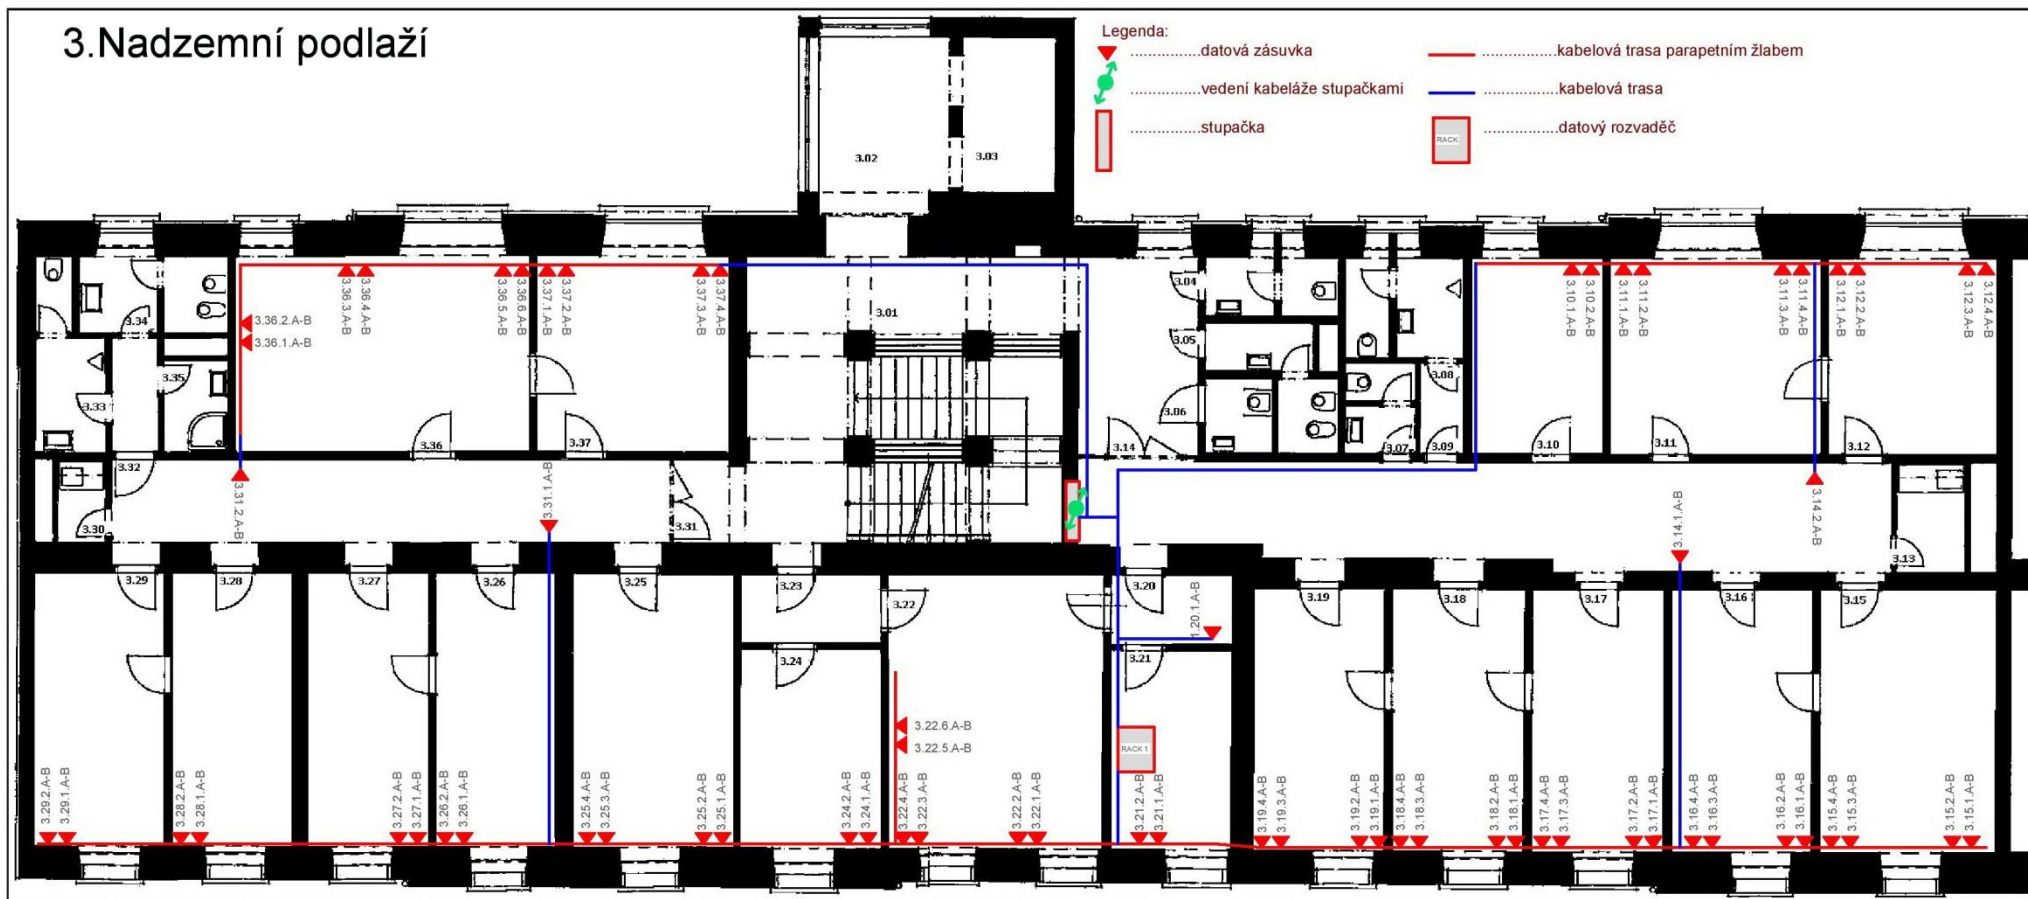 3.Nadzemní podlaží
Legenda:
................datová zásuvka
................vedení kabeláže stupačkami
................stupačka
................kabelová trasa parapetním žlabem
................kabelová trasa
................datový rozvaděč
RACK
3.02
3.03
3.01
3.04
3.05
3.06
3.07
3.08
3.09
3.10
3.11
3.12
3.13
3.14
3.15
3.16
3.17
3.18
3.19
3.20
3.21
3.22
3.23
3.24
3.25
3.26
3.27
3.28
3.29
3.30
3.31
3.32
3.33
3.34
3.35
3.36
3.37
3.36.2.A-B
3.36.1.A-B
3.36.3.A-B
3.36.4.A-B
3.36.5.A-B
3.36.6.A-B
3.37.1.A-B
3.37.2.A-B
3.37.3.A-B
3.37.4.A-B
3.10.1.A-B
3.10.2.A-B
3.11.1.A-B
3.11.2.A-B
3.11.3.A-B
3.11.4.A-B
3.12.1.A-B
3.12.2.A-B
3.12.3.A-B
3.12.4.A-B
3.31.2.A-B
3.31.1.A-B
3.14.1.A-B
3.14.2.A-B
1.20.1.A-B
3.22.6.A-B
3.22.5.A-B
RACK 1
3.29.2.A-B
3.29.1.A-B
3.28.2.A-B
3.28.1.A-B
3.27.2.A-B
3.27.1.A-B
3.26.2.A-B
3.26.1.A-B
3.25.4.A-B
3.25.3.A-B
3.25.2.A-B
3.25.1.A-B
3.24.2.A-B
3.24.1.A-B
3.22.4.A-B
3.22.3.A-B
3.22.2.A-B
3.22.1.A-B
3.21.2.A-B
3.21.1.A-B
3.19.4.A-B
3.19.3.A-B
3.19.2.A-B
3.19.1.A-B
3.18.4.A-B
3.18.3.A-B
3.18.2.A-B
3.18.1.A-B
3.17.4.A-B
3.17.3.A-B
3.17.2.A-B
3.17.1.A-B
3.16.4.A-B
3.16.3.A-B
3.16.2.A-B
3.16.1.A-B
3.15.4.A-B
3.15.3.A-B
3.15.2.A-B
3.15.1.A-B